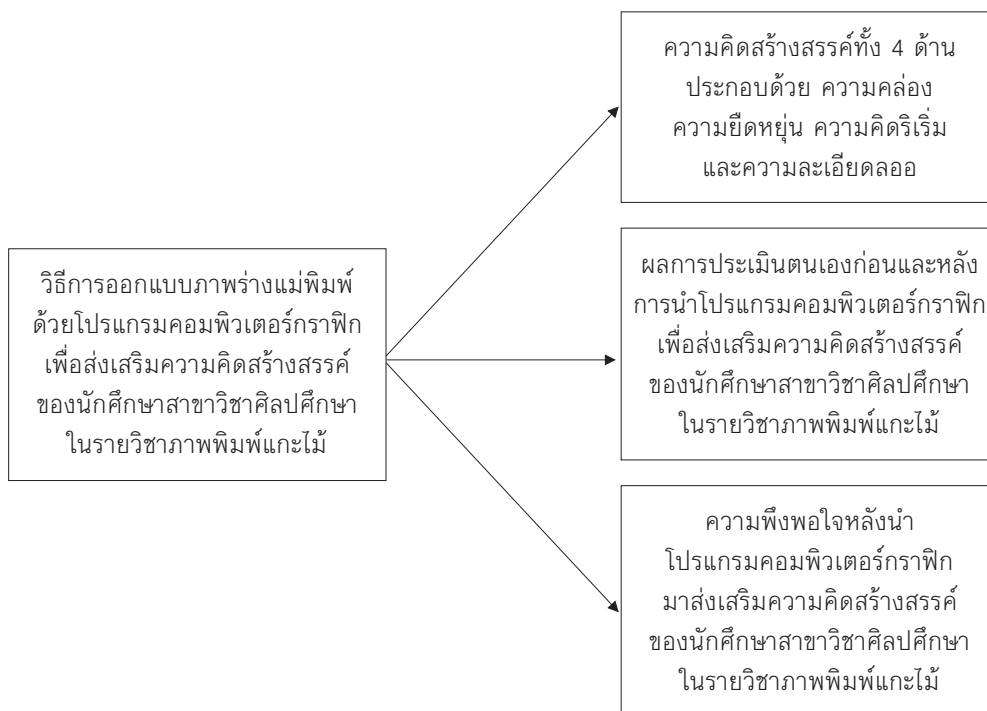 วิธีการออกแบบภาพร่างแม่พิมพ์
ด้วยโปรแกรมคอมพิวเตอร์กราฟิก
เพื่อส่งเสริมความคิดสร้างสรรค์
ของนักศึกษาสาขาวิชาศิลปศึกษา
ในรายวิชาภาพพิมพ์แกะไม้
ความคิดสร้างสรรค์ทั้ง 4 ด้าน
ประกอบด้วย ความคล่อง
ความยืดหยุ่น ความคิดริเริ่ม
และความละเอียดลออ
ผลการประเมินตนเองก่อนและหลัง
การนำโปรแกรมคอมพิวเตอร์กราฟิก
เพื่อส่งเสริมความคิดสร้างสรรค์
ของนักศึกษาสาขาวิชาศิลปศึกษา
ในรายวิชาภาพพิมพ์แกะไม้
ความพึงพอใจหลังนำ
โปรแกรมคอมพิวเตอร์กราฟิก
มาส่งเสริมความคิดสร้างสรรค์
ของนักศึกษาสาขาวิชาศิลปศึกษา
ในรายวิชาภาพพิมพ์แกะไม้